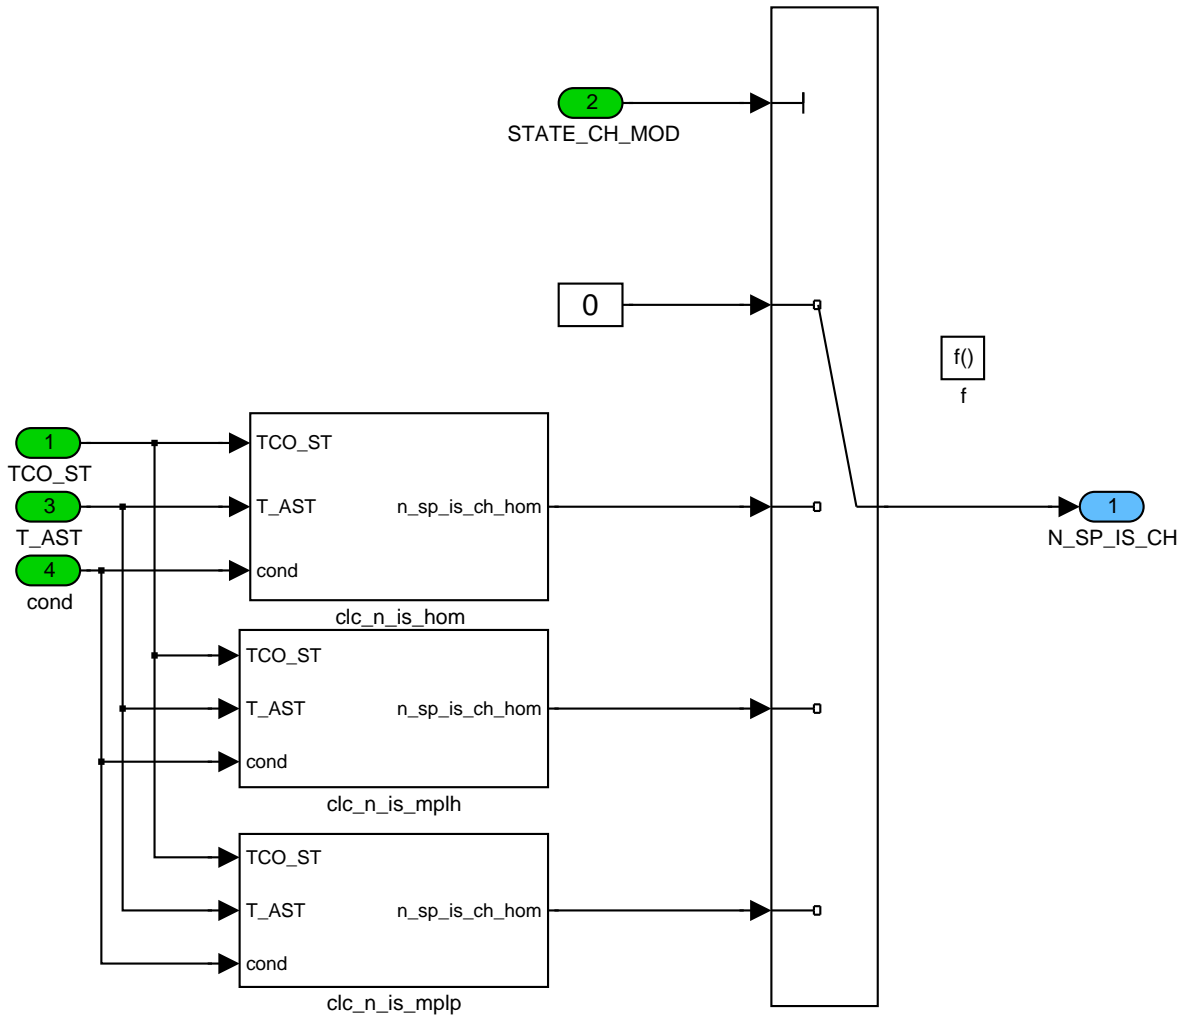 2
STATE_CH_MOD
0
f()
f
1
TCO_ST
3
T_AST
4
cond
TCO_ST
T_AST n_sp_is_ch_hom
cond
clc_n_is_hom
1
N_SP_IS_CH
TCO_ST
T_AST n_sp_is_ch_hom
cond
clc_n_is_mplh
TCO_ST
T_AST n_sp_is_ch_hom
cond
clc_n_is_mplp